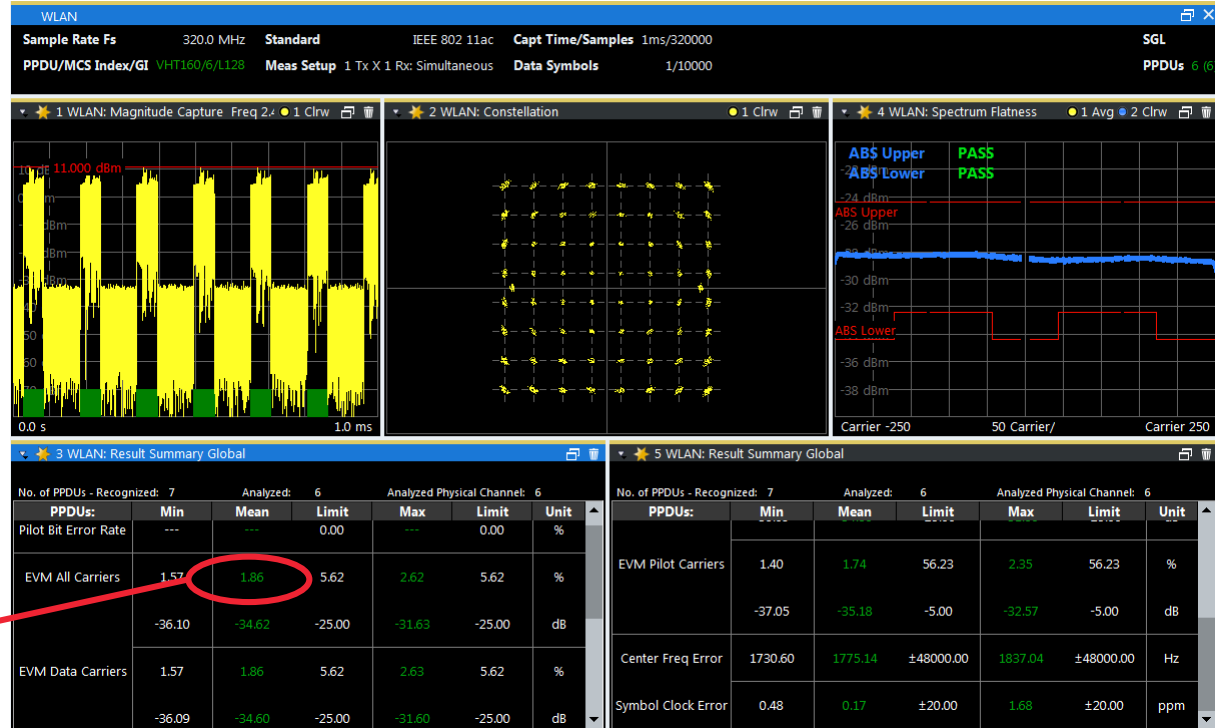 WLAN
Sample Rate Fs 320.0 MHz Standard IEEE 802 11ac Capt Time/Samples 1ms/320000 SGL
PPDU/MCS Index/GI VHT160/6/L128 Meas Setup 1 Tx X 1 Rx: Simultaneous Data Symbols 1/10000 PPDUs 6 (6)
1 WLAN: Magnitude Capture Freq 2.4 1 Clrw
11.000 dBm
0.0 s 1.0 ms
2 WLAN: Constellation 1 Clrw
4 WLAN: Spectrum Flatness 1 Avg 2 Clrw
ABS Upper PASS
ABS Lower PASS
-24 dBm
ABS Upper
-26 dBm
-28 dBm
-30 dBm
-32 dBm
ABS Lower
-36 dBm
-38 dBm
Carrier -250 50 Carrier/ Carrier 250
3 WLAN: Result Summary Global
No. of PPDUs - Recognized: 7 Analyzed: 6 Analyzed Physical Channel: 6
PPDUs: Min Mean Limit Max Limit Unit
Pilot Bit Error Rate --- --- 0.00 --- 0.00 %
EVM All Carriers 1.57 1.86 5.62 2.62 5.62 %
-36.10 -34.62 -25.00 -31.63 -25.00 dB
EVM Data Carriers 1.57 1.86 5.62 2.63 5.62 %
-36.09 -34.60 -25.00 -31.60 -25.00 dB
5 WLAN: Result Summary Global
No. of PPDUs - Recognized: 7 Analyzed: 6 Analyzed Physical Channel: 6
PPDUs: Min Mean Limit Max Limit Unit
EVM Pilot Carriers 1.40 1.74 56.23 2.35 56.23 %
-37.05 -35.18 -5.00 -32.57 -5.00 dB
Center Freq Error 1730.60 1775.14 ±48000.00 1837.04 ±48000.00 Hz
Symbol Clock Error 0.48 0.17 ±20.00 1.68 ±20.00 ppm